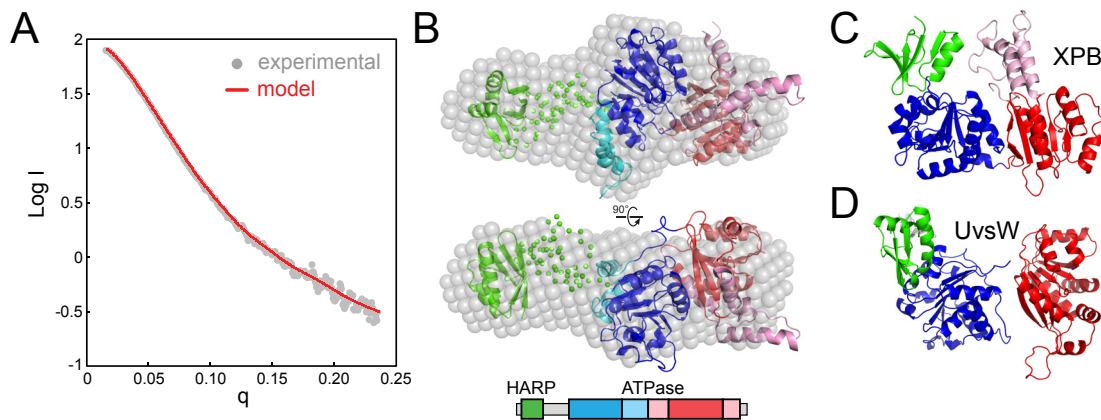 A
2
1.5
1
0.5
0
-0.5
-1
Log I
experimental
model
0
0.05
0.10
0.15
0.20
0.25
q
B
90°
HARP
ATPase
C
XPB
D
UvsW